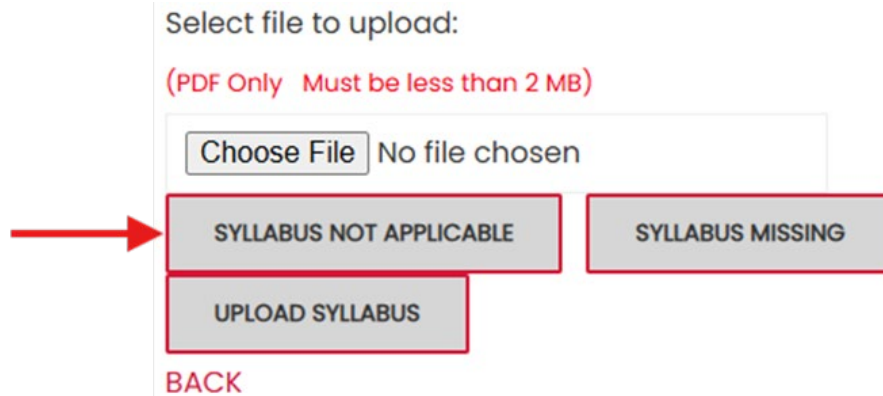 Select file to upload:
(PDF Only Must be less than 2 MB)
Choose File No file chosen
SYLLABUS NOT APPLICABLE SYLLABUS MISSING
UPLOAD SYLLABUS
BACK